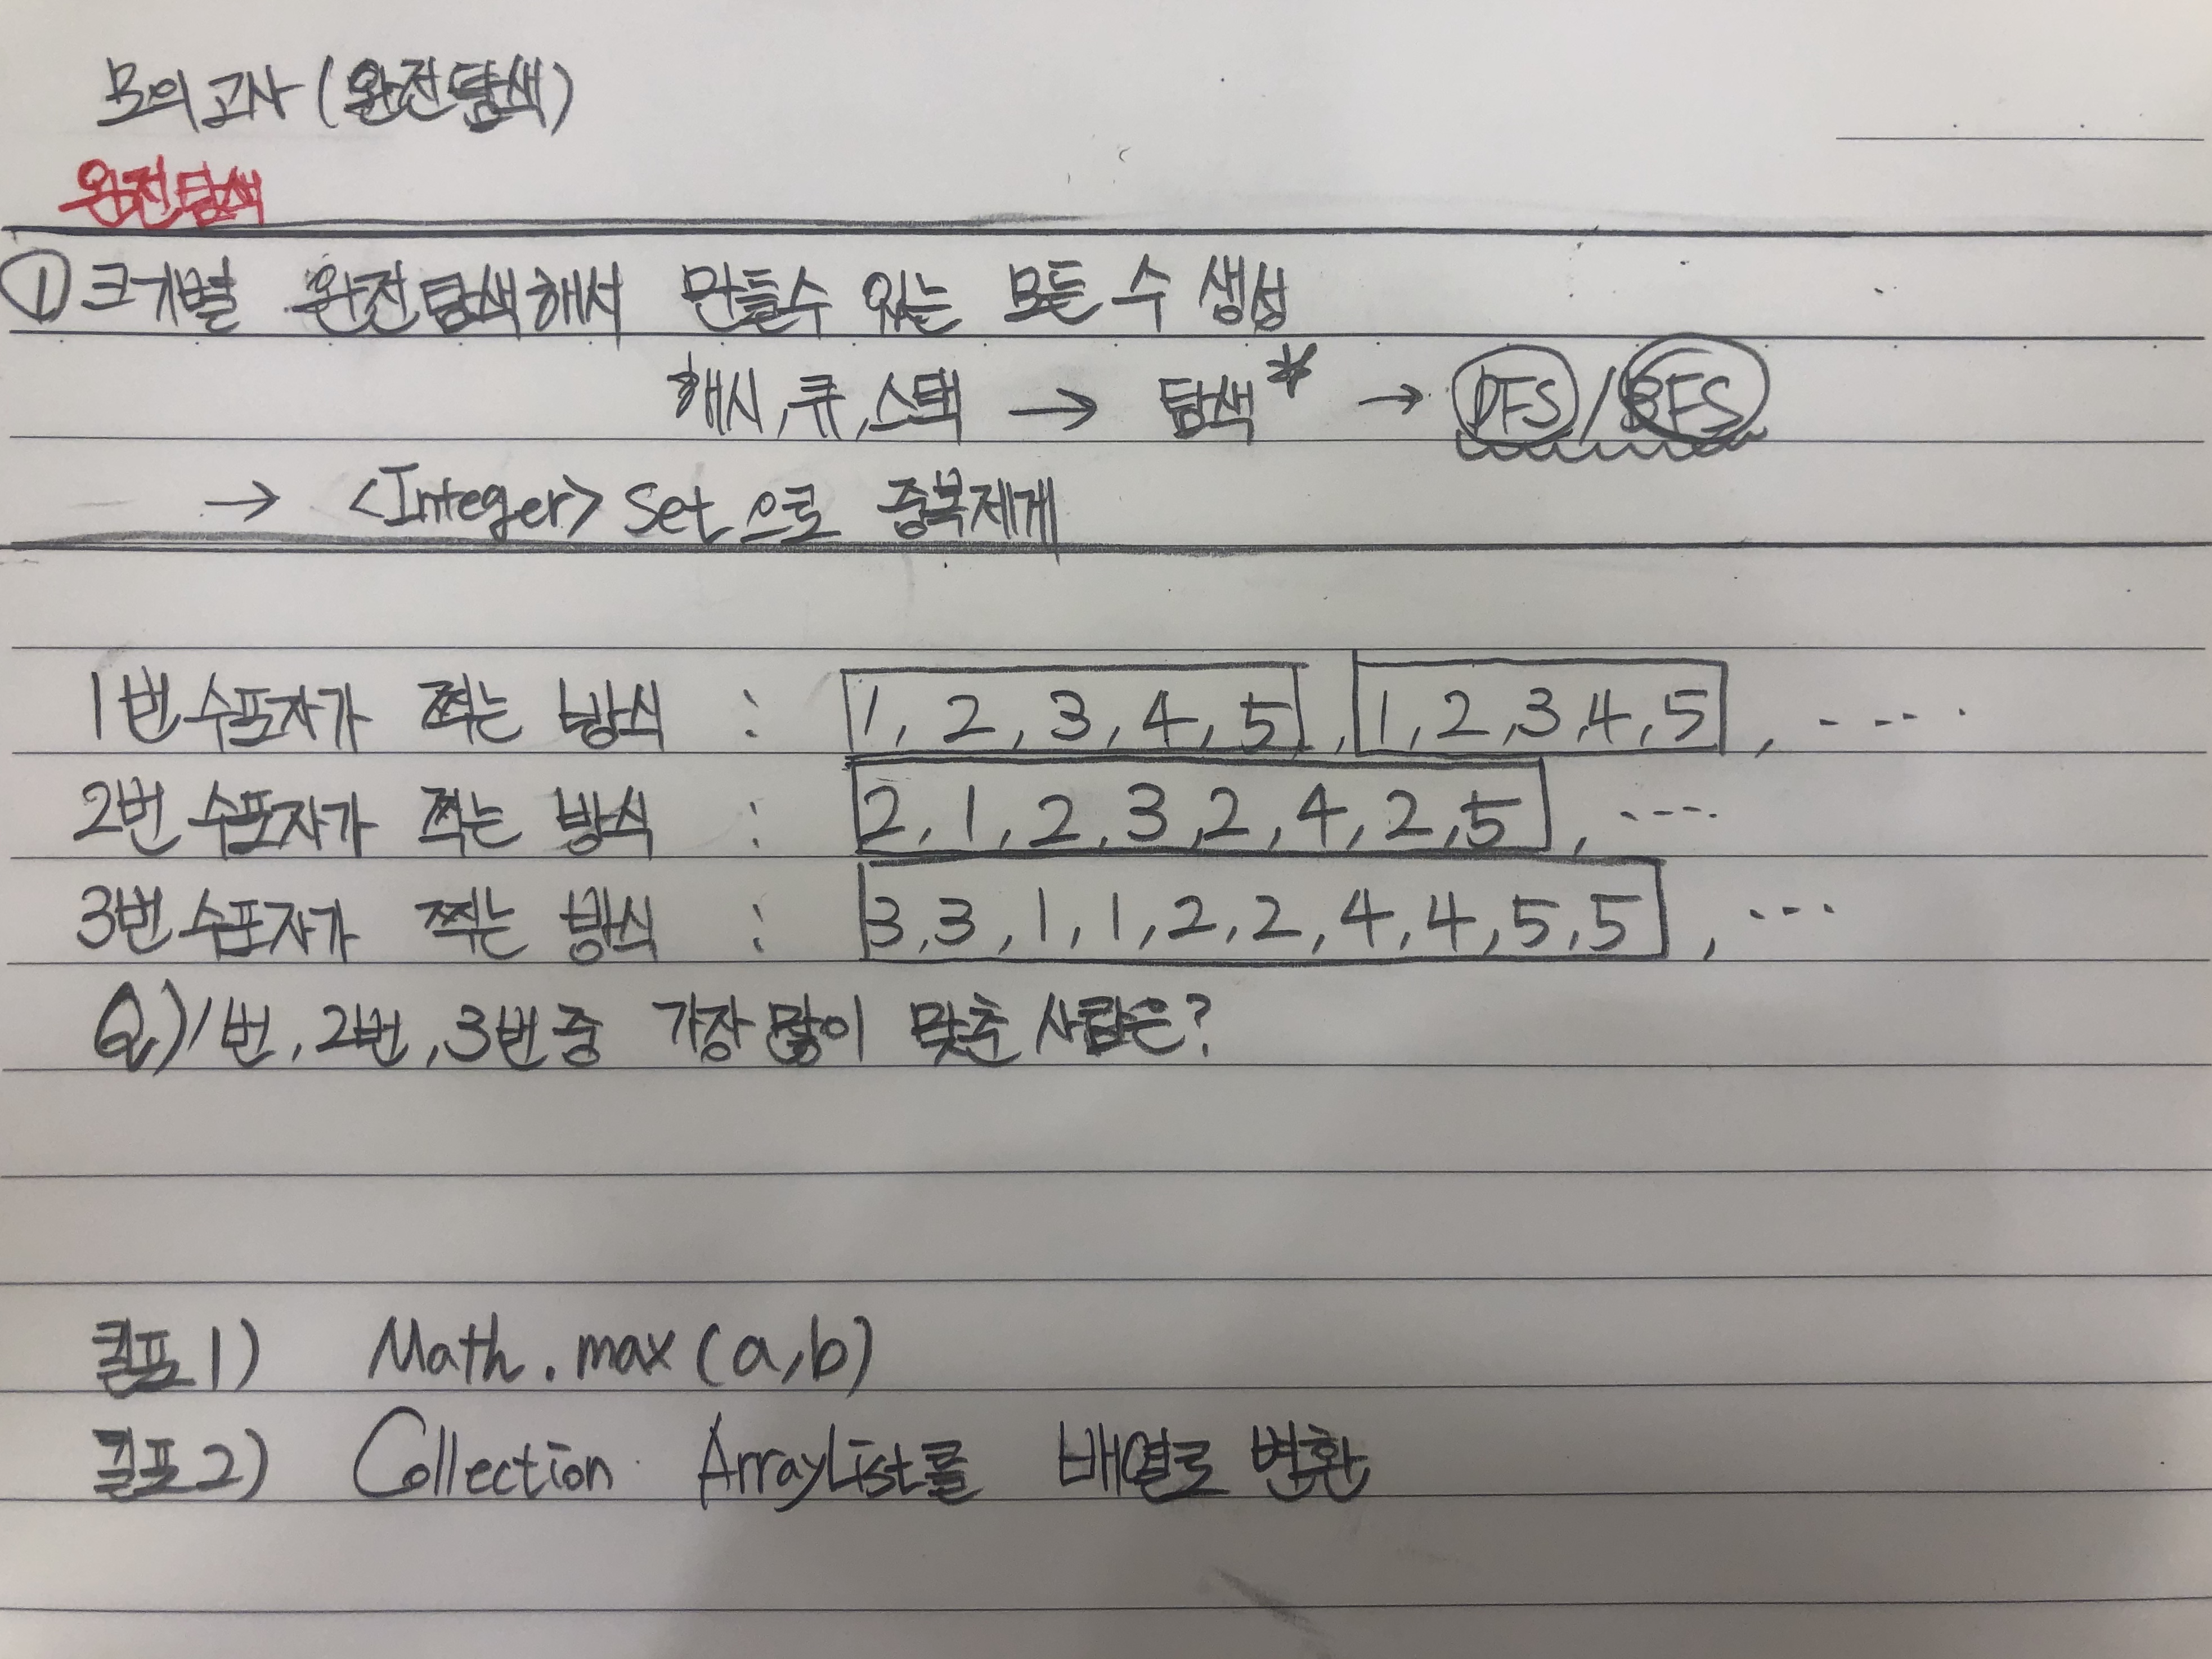 모의고사 (완전탐색)
완전탐색
① 크기별 완전탐색해서 만들수 있는 모든 수 생성
해시, 큐, 스택 → 탐색* → DFS / BFS
→ <Integer> Set으로 중복제게
1번 수포자가 찍는 방식 : 1, 2, 3, 4, 5, 1, 2, 3, 4, 5, ....
2번 수포자가 찍는 방식 : 2, 1, 2, 3, 2, 4, 2, 5, ....
3번 수포자가 찍는 방식 : 3, 3, 1, 1, 2, 2, 4, 4, 5, 5, ...
Q) 1번, 2번, 3번 중 가장 많이 맞춘 사람은?
킬포 1) Math.max(a,b)
킬포 2) Collection ArrayList를 배열로 변환